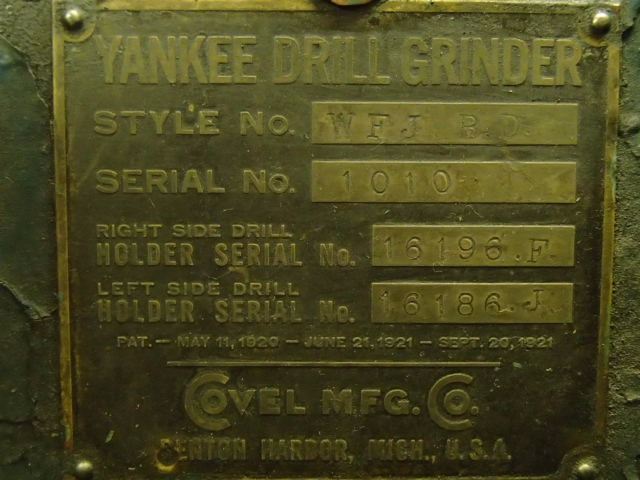 YANKEE DRILL GRINDER
STYLE NO. WFJ B.D.
SERIAL NO. 1010
RIGHT SIDE DRILL
HOLDER SERIAL NO. 16196.F.
LEFT SIDE DRILL
HOLDER SERIAL NO. 16186.J.
PAT. — MAY 11, 1920 — JUNE 21, 1921 — SEPT. 20, 1921
COVEL MFG. CO.
BENTON HARBOR, MICH., U.S.A.